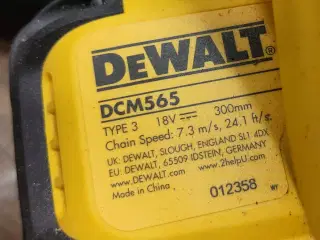 DEWALT®
DCM565
TYPE 3 18V ⎓ 300mm
Chain Speed: 7.3 m/s, 24.1 ft/s.
UK: DEWALT, SLOUGH, ENGLAND SL1 4DX
EU: DEWALT, 65509 IDSTEIN, GERMANY
www.DEWALT.com www.2helpU.com
Made in China
012358